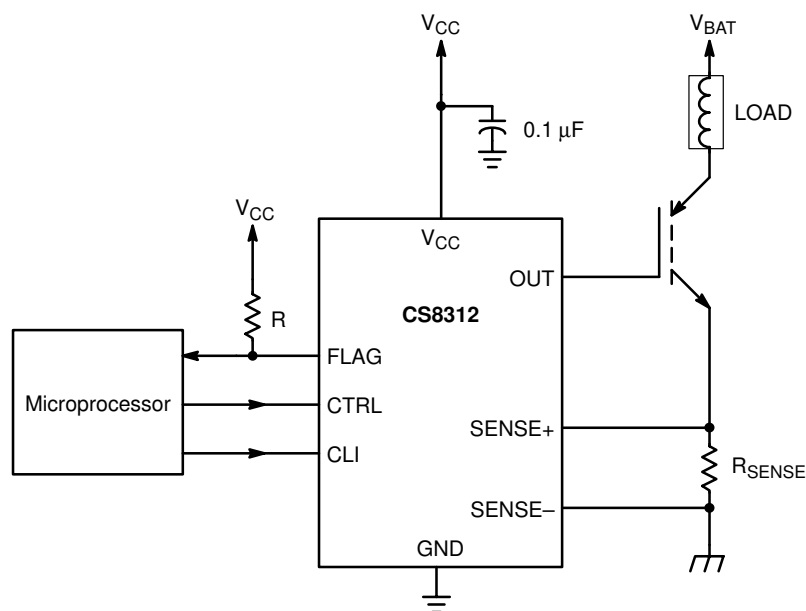 VCC
VBAT
LOAD
0.1 μF
VCC
VCC
OUT
CS8312
R
FLAG
Microprocessor
CTRL
SENSE+
CLI
RSENSE
SENSE–
GND